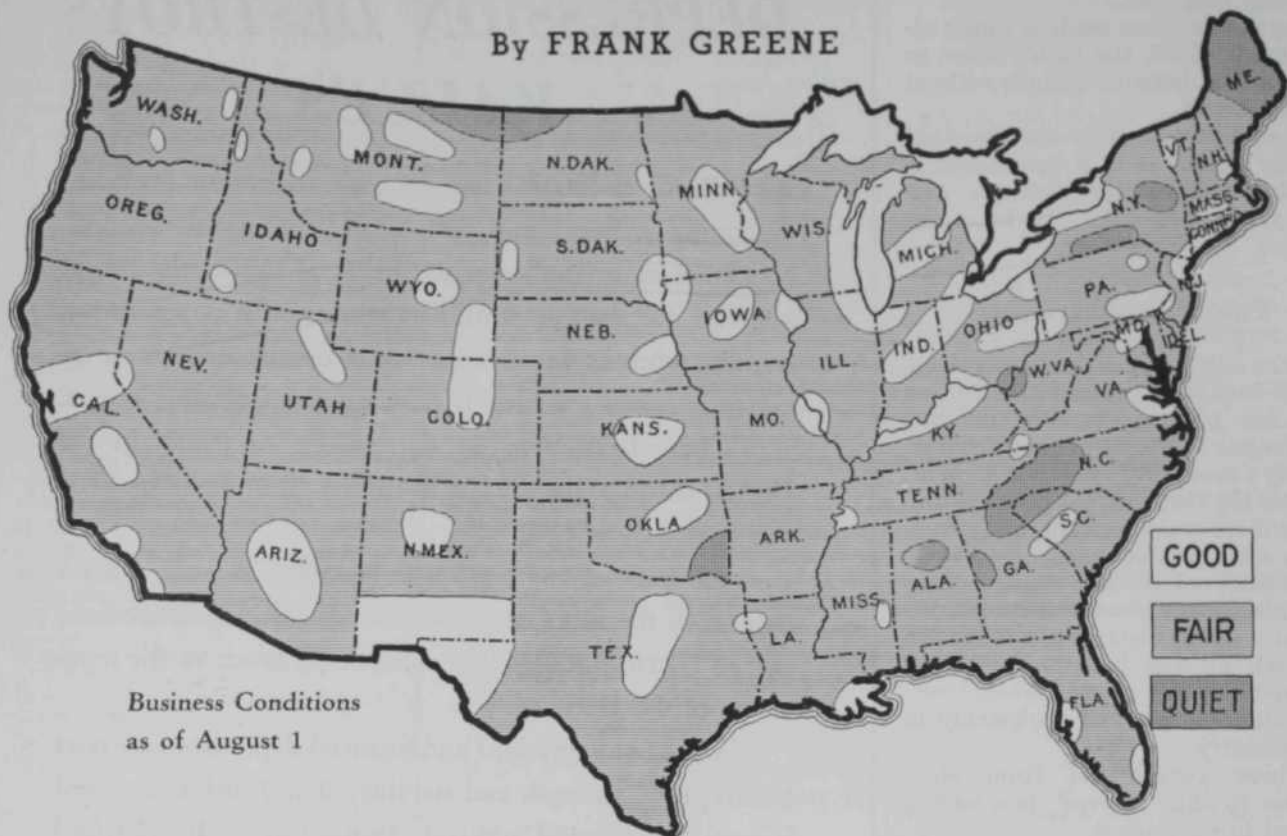 By FRANK GREENE
WASH.
OREG.
IDAHO
MONT.
N.DAK.
MINN.
S.DAK.
WYO.
WIS.
MICH.
N.Y.
VT.
N.H.
ME.
MASS.
CONN.
NEV.
CAL.
UTAH
COLO.
NEB.
IOWA
ILL.
IND.
OHIO
PA.
N.J.
MD.
DEL.
W.VA.
VA.
KANS.
MO.
KY.
TENN.
N.C.
S.C.
ARIZ.
N.MEX.
OKLA.
ARK.
TEX.
LA.
MISS.
ALA.
GA.
FLA.
GOOD
FAIR
QUIET
Business Conditions
as of August 1